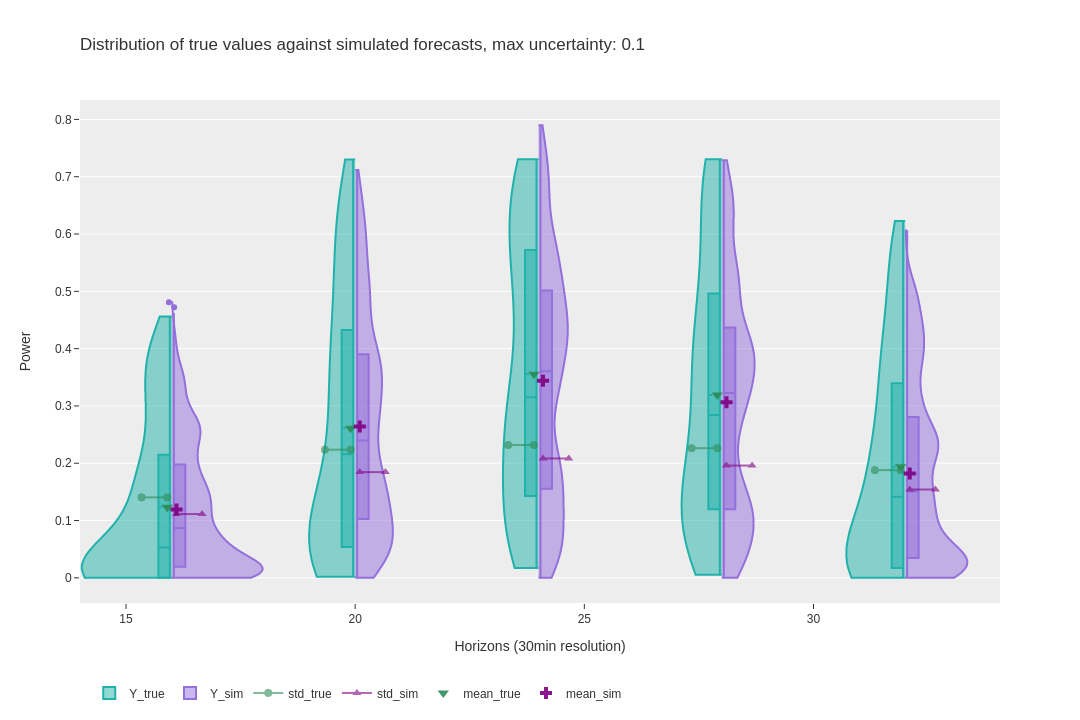 Distribution of true values against simulated forecasts, max uncertainty: 0.1
0.8
0.7
0.6
0.5
0.4
0.3
0.2
0.1
0
Power
15
20
25
30
Horizons (30min resolution)
Y_true
Y_sim
std_true
std_sim
mean_true
mean_sim